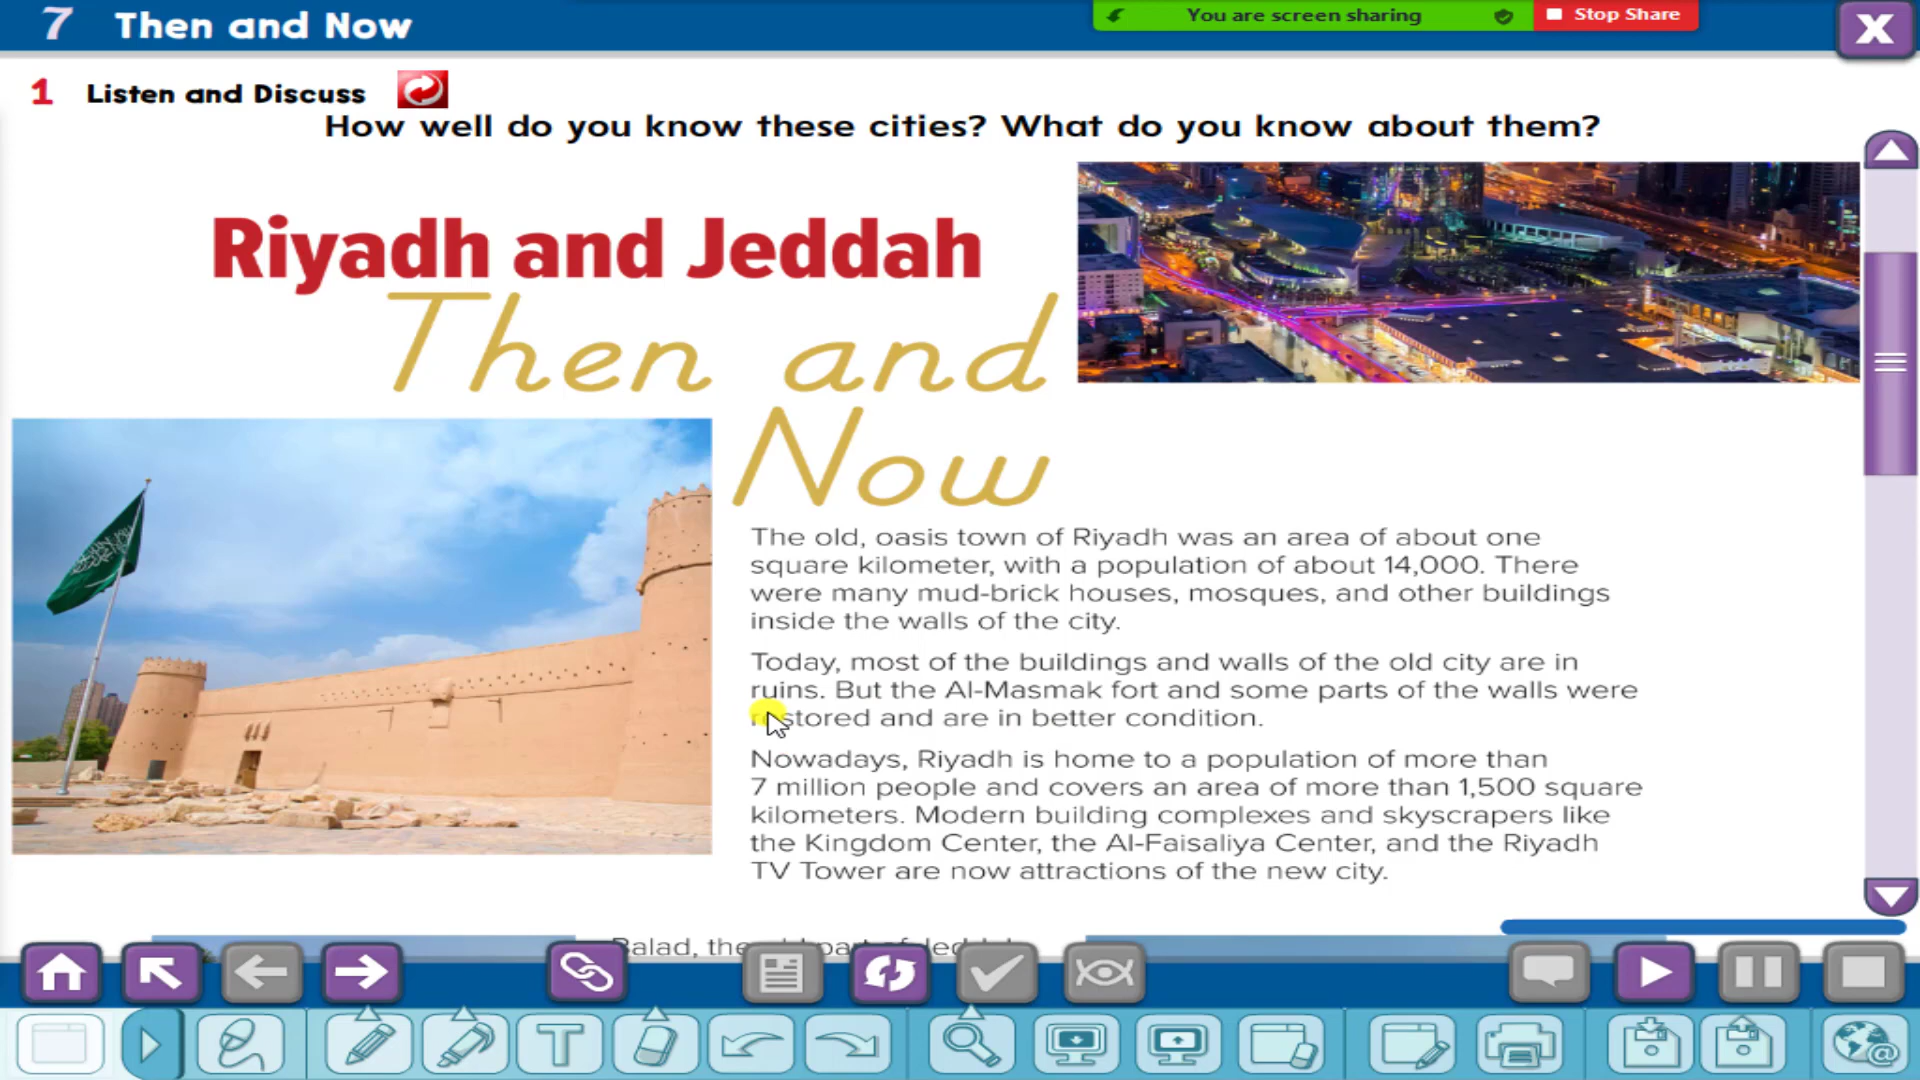 7 Then and Now
You are screen sharing
Stop Share
X
1 Listen and Discuss
How well do you know these cities? What do you know about them?
Riyadh and Jeddah
Then and
Now
The old, oasis town of Riyadh was an area of about one
square kilometer, with a population of about 14,000. There
were many mud-brick houses, mosques, and other buildings
inside the walls of the city.
Today, most of the buildings and walls of the old city are in
ruins. But the Al-Masmak fort and some parts of the walls were
restored and are in better condition.
Nowadays, Riyadh is home to a population of more than
7 million people and covers an area of more than 1,500 square
kilometers. Modern building complexes and skyscrapers like
the Kingdom Center, the Al-Faisaliya Center, and the Riyadh
TV Tower are now attractions of the new city.
Balad, the old part of Jeddah
T
@